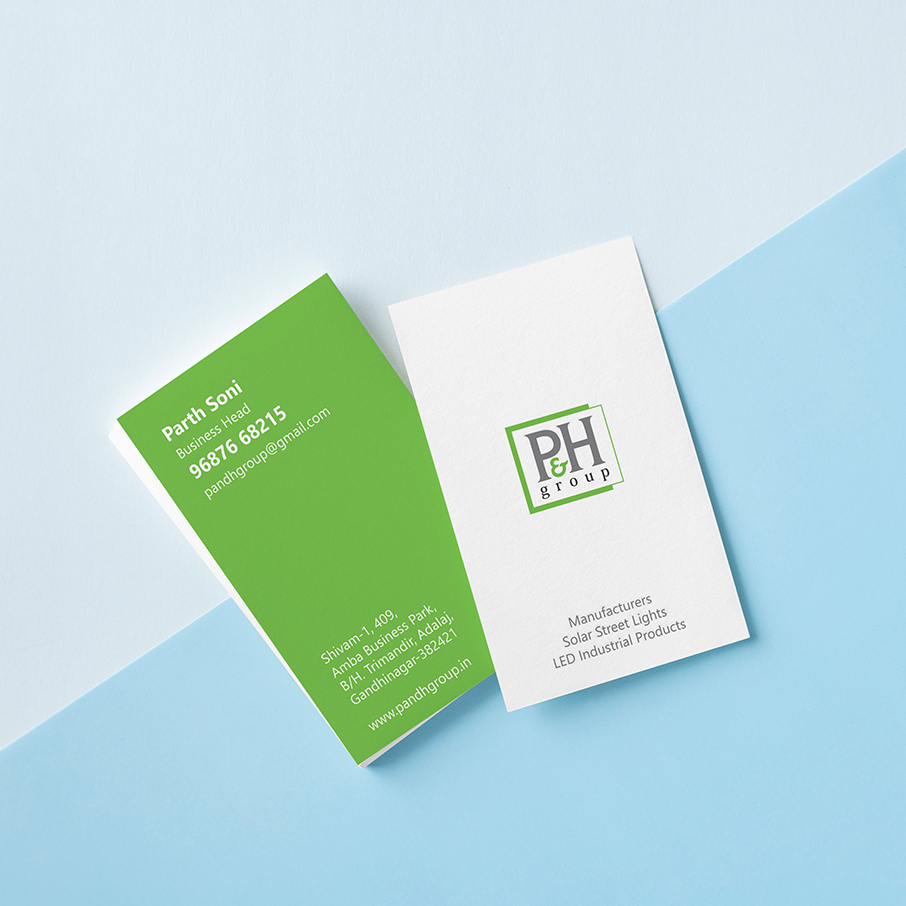 Parth Soni
Business Head
96876 68215
pandhgroup@gmail.com
Shivam-1, 409,
Amba Business Park,
B/H. Trimandir, Adalaj,
Gandhinagar-382421
www.pandhgroup.in
P&H
group
Manufacturers
Solar Street Lights
LED Industrial Products